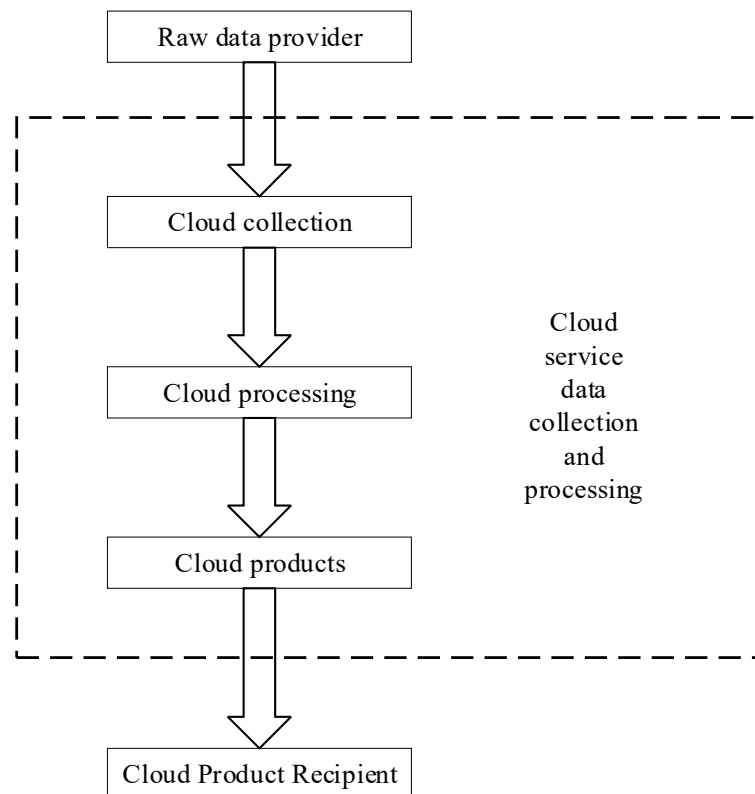 Raw data provider
Cloud collection
Cloud processing
Cloud
service
data
collection
and
processing
Cloud products
Cloud Product Recipient